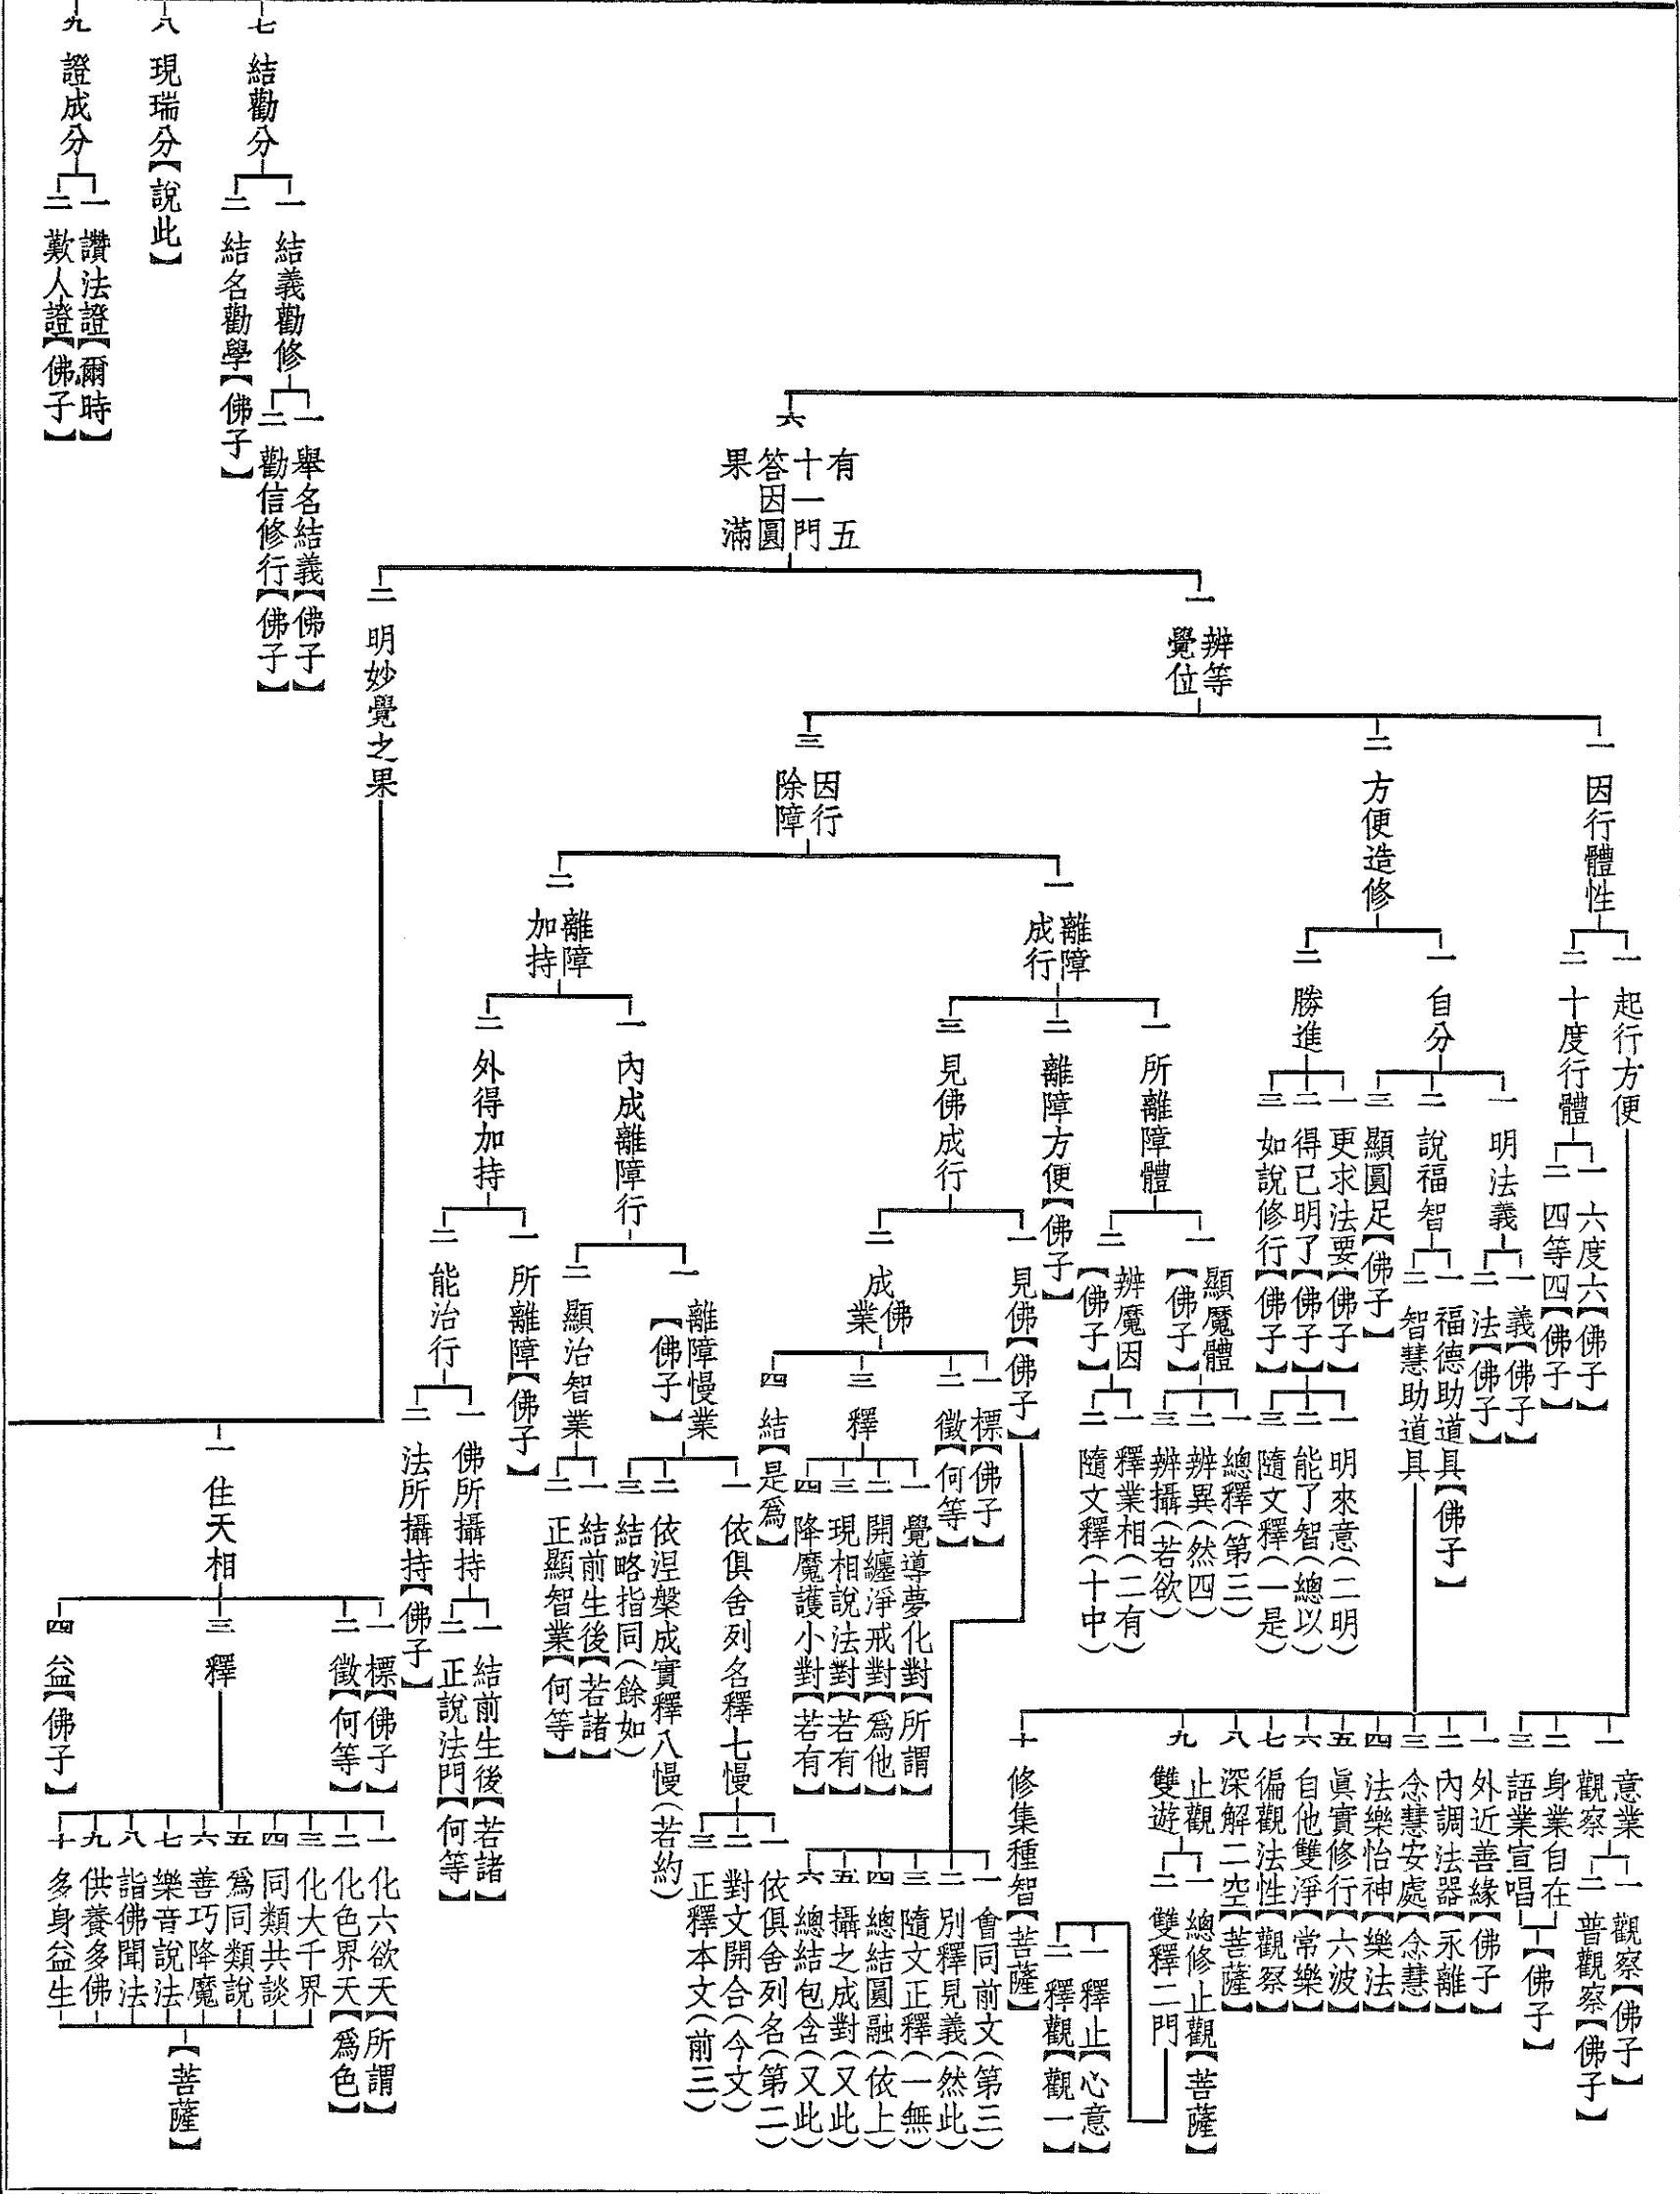 六 有五十一門答因圓果滿
一 辨等覺位
一 因行體性
一 起行方便
一 意業觀察
一 觀察【佛子】
二 普觀察【佛子】
二 身業自在
三 語業宣唱
【佛子】
二 十度行體
一 六度六【佛子】
二 四等四【佛子】
二 方便造修
一 自分
一 明法義
一 義【佛子】
二 法【佛子】
二 說福智
一 福德助道具【佛子】
二 智慧助道具
一 外近善緣【佛子】
二 內調法器【永離】
三 念慧安處【念慧】
四 法樂怡神【樂法】
五 眞實修行【六波】
六 自他雙淨【常樂】
七 徧觀法性【觀察】
八 深解二空【菩薩】
九 止觀雙遊
一 總修止觀【菩薩】
二 雙釋二門
一 釋止【心意】
二 釋觀【觀一】
十 修集種智【菩薩】
三 顯圓足【佛子】
二 勝進
一 更求法要【佛子】
二 得已明了【佛子】
一 明來意（二明）
二 能了智（總以）
三 隨文釋（一是）
三 如說修行【佛子】
三 因行除障
一 離障成行
一 所離障體
一 顯魔體【佛子】
一 總釋（第三）
二 辨異（然四）
三 辨攝（若欲）
二 辨魔因【佛子】
一 釋業相（二有）
二 隨文釋（十中）
二 離障方便【佛子】
三 見佛成行
一 見佛【佛子】
一 會同前文（第三）
二 別釋見義（然此）
三 隨文正釋（一無）
四 總結圓融（依上）
五 攝之成對（又此）
六 總結包含（又此）
二 成佛業
一 標【佛子】
二 徵【何等】
三 釋
一 覺導夢化對【所謂】
二 開纏淨戒對【爲他】
三 現相說法對【若有】
四 降魔護小對【若有】
四 結【是爲】
二 離障加持
一 內成離障行
一 離障慢業【佛子】
一 依俱舍列名釋七慢
一 依俱舍列名（第二）
二 對文開合（今文）
三 正釋本文（前三）
二 依涅槃成實釋八慢（若約）
三 結略指同（餘如）
二 顯治智業
一 結前生後【若諸】
二 正顯智業【何等】
二 外得加持
一 所離障【佛子】
二 能治行
一 佛所攝持
一 結前生後【若諸】
二 正說法門【何等】
二 法所攝持【佛子】
二 明妙覺之果
一 住天相
一 標【佛子】
二 徵【何等】
三 釋
一 化六欲天【所謂】
二 化色界天【爲色】
三 化大千界
四 同類共談
五 爲同類說
六 善巧降魔
七 樂音說法
八 詣佛聞法
九 供養多佛
十 多身益生
【菩薩】
四 益【佛子】
七 結勸分
一 結義勸修
一 舉名結義【佛子】
二 勸信修行【佛子】
二 結名勸學【佛子】
八 現瑞分【說此】
九 證成分
一 讚法證【爾時】
二 歎人證【佛子】